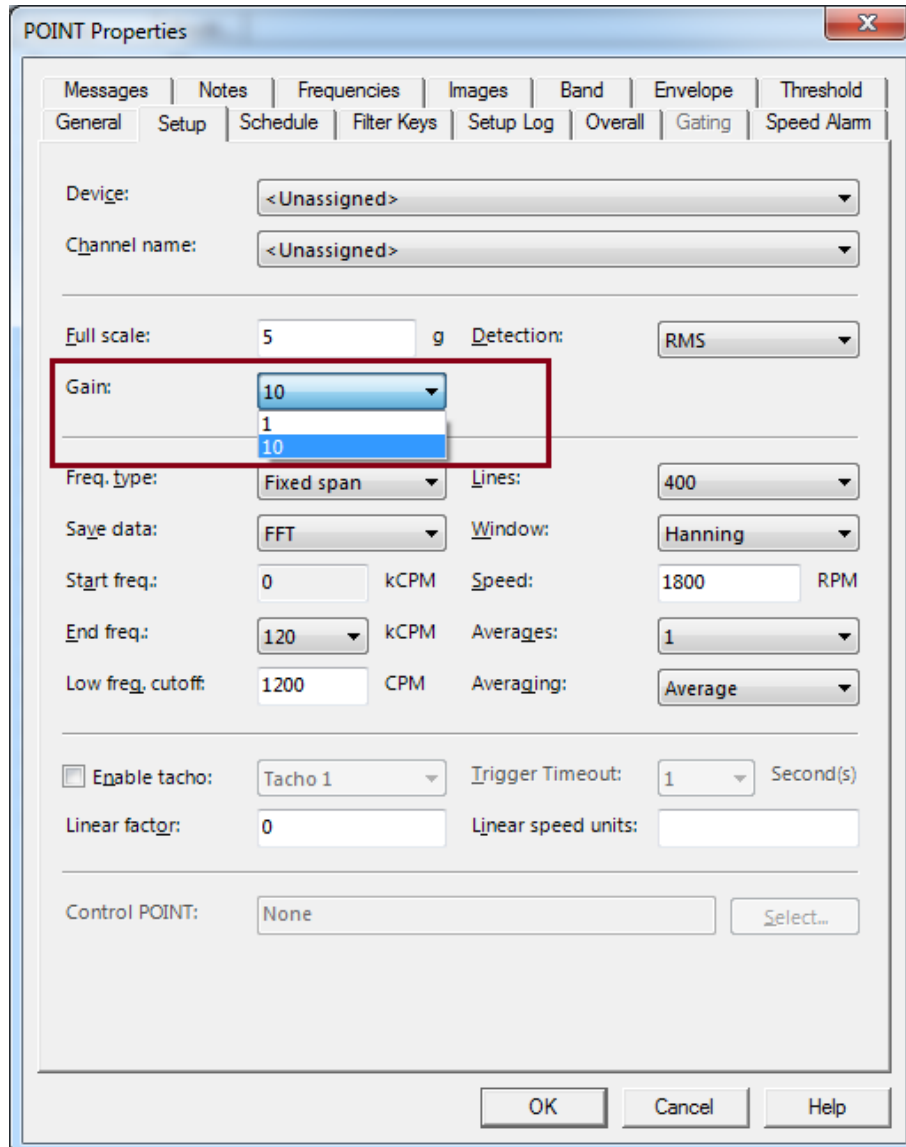 POINT Properties
Messages Notes Frequencies Images Band Envelope Threshold
General Setup Schedule Filter Keys Setup Log Overall Gating Speed Alarm
Device: <Unassigned>
Channel name: <Unassigned>
Full scale: 5 g Detection: RMS
Gain: 10
1
10
Freq. type: Fixed span Lines: 400
Save data: FFT Window: Hanning
Start freq.: 0 kCPM Speed: 1800 RPM
End freq.: 120 kCPM Averages: 1
Low freq. cutoff: 1200 CPM Averaging: Average
Enable tacho: Tacho 1 Trigger Timeout: 1 Second(s)
Linear factor: 0 Linear speed units:
Control POINT: None Select...
OK Cancel Help